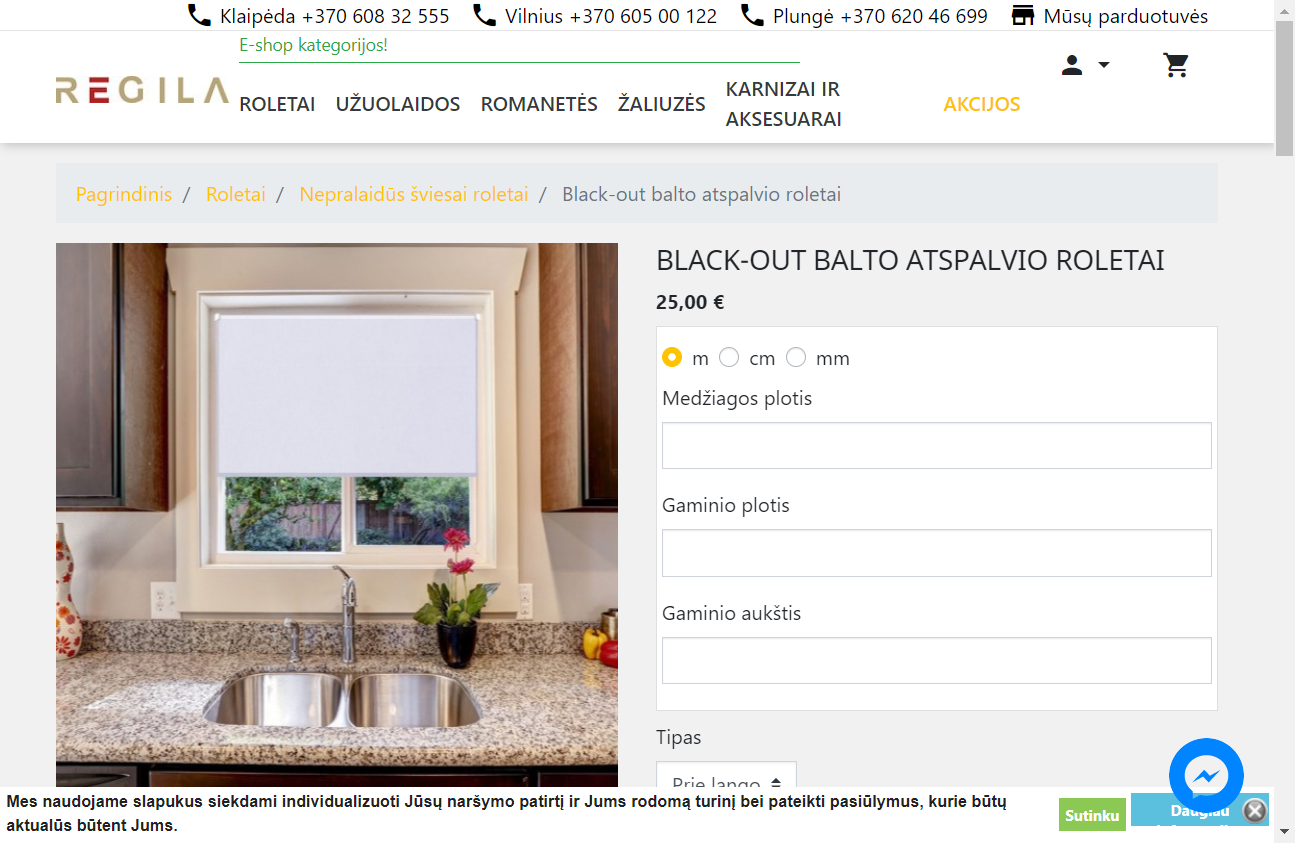 Klaipėda +370 608 32 555 Vilnius +370 605 00 122 Plungė +370 620 46 699 Mūsų parduotuvės
E-shop kategorijos!
REGILA
ROLETAI UŽUOLAIDOS ROMANETĖS ŽALIUZĖS KARNIZAI IR AKSESUARAI AKCIJOS
Pagrindinis / Roletai / Nepralaidūs šviesai roletai / Black-out balto atspalvio roletai
BLACK-OUT BALTO ATSPALVIO ROLETAI
25,00 €
m cm mm
Medžiagos plotis
Gaminio plotis
Gaminio aukštis
Tipas
Prie lango
Mes naudojame slapukus siekdami individualizuoti Jūsų naršymo patirtį ir Jums rodomą turinį bei pateikti pasiūlymus, kurie būtų
aktualūs būtent Jums.
Sutinku
Daugiau